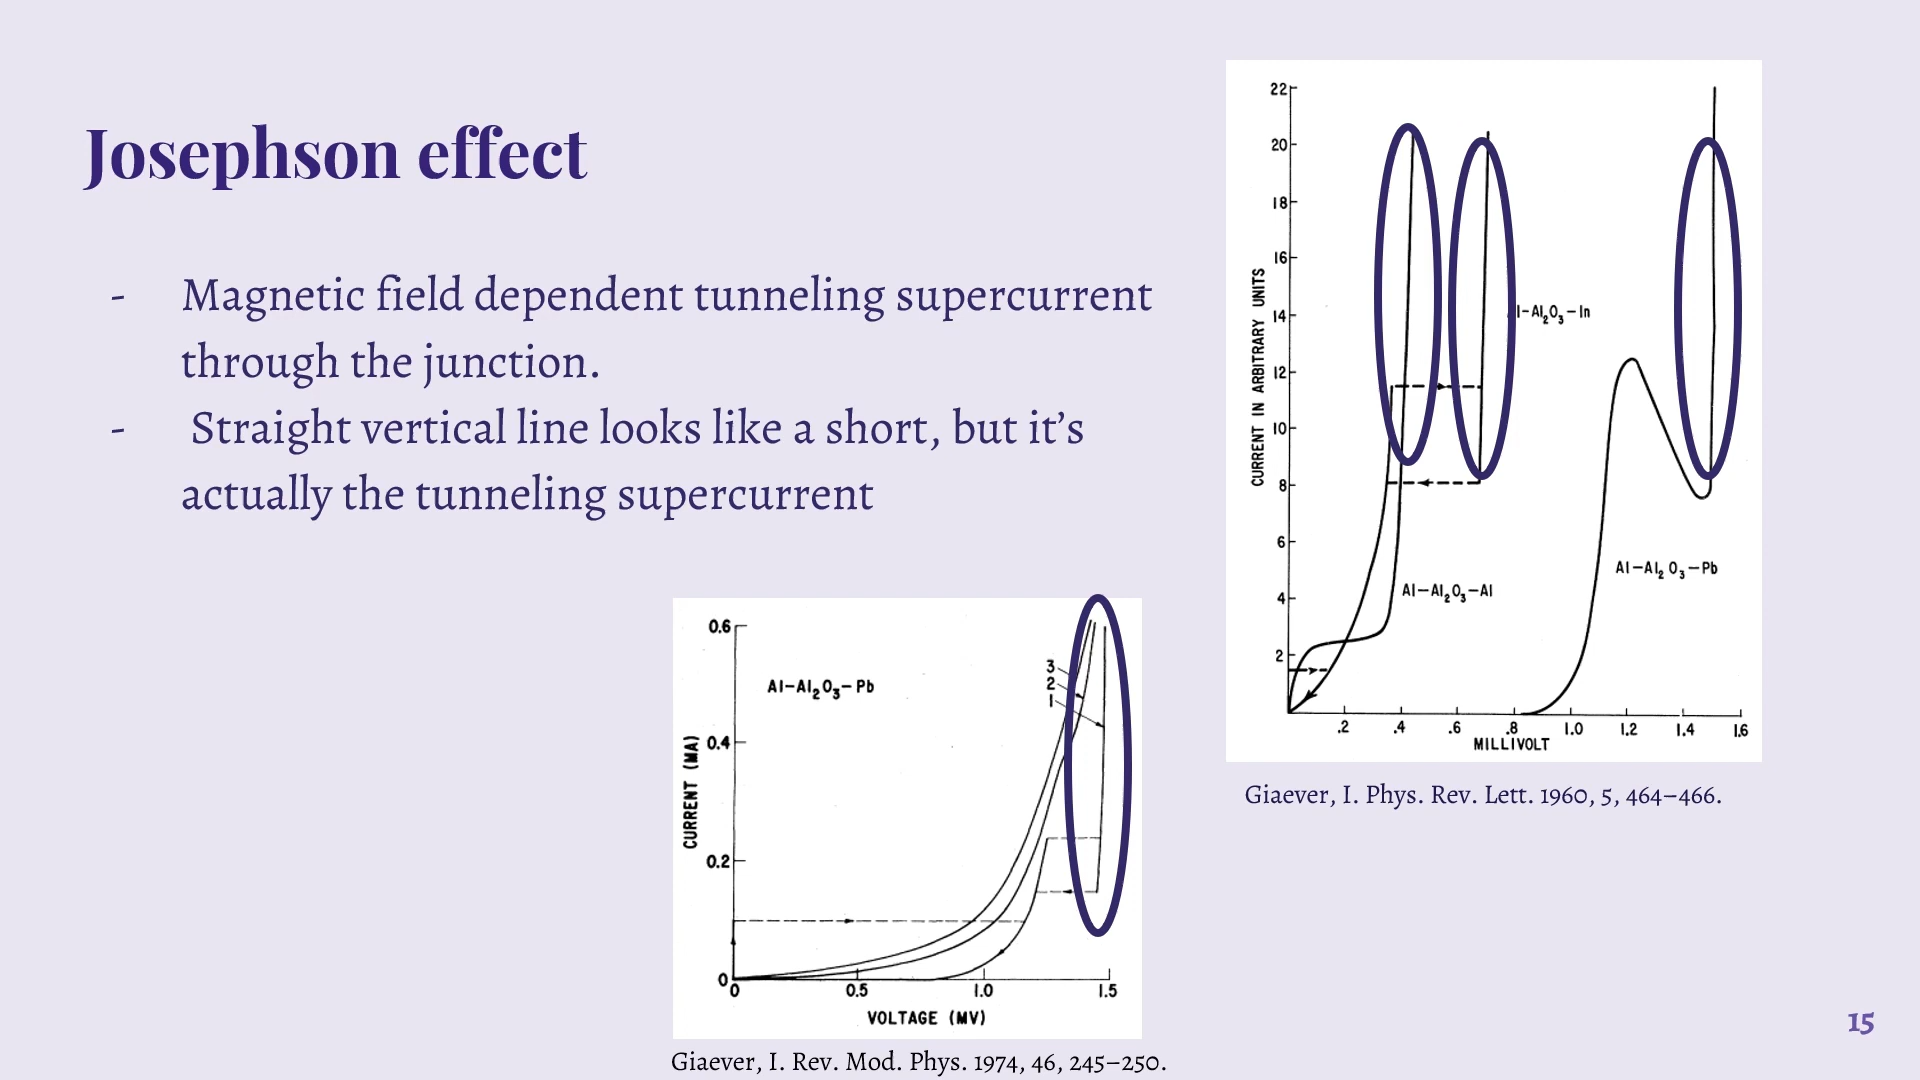 Josephson effect
- Magnetic field dependent tunneling supercurrent
through the junction.
- Straight vertical line looks like a short, but it’s
actually the tunneling supercurrent
22
20
18
16
14
12
10
8
6
4
2
CURRENT IN ARBITRARY UNITS
l-Al2O3-In
Al-Al2O3-Pb
Al-Al2O3-Al
.2 .4 .6 .8 1.0 1.2 1.4 1.6
MILLIVOLT
Giaever, I. Phys. Rev. Lett. 1960, 5, 464–466.
0.6
0.4
0.2
0
CURRENT (MA)
Al-Al2O3-Pb
3
2
1
0 0.5 1.0 1.5
VOLTAGE (MV)
Giaever, I. Rev. Mod. Phys. 1974, 46, 245–250.
15